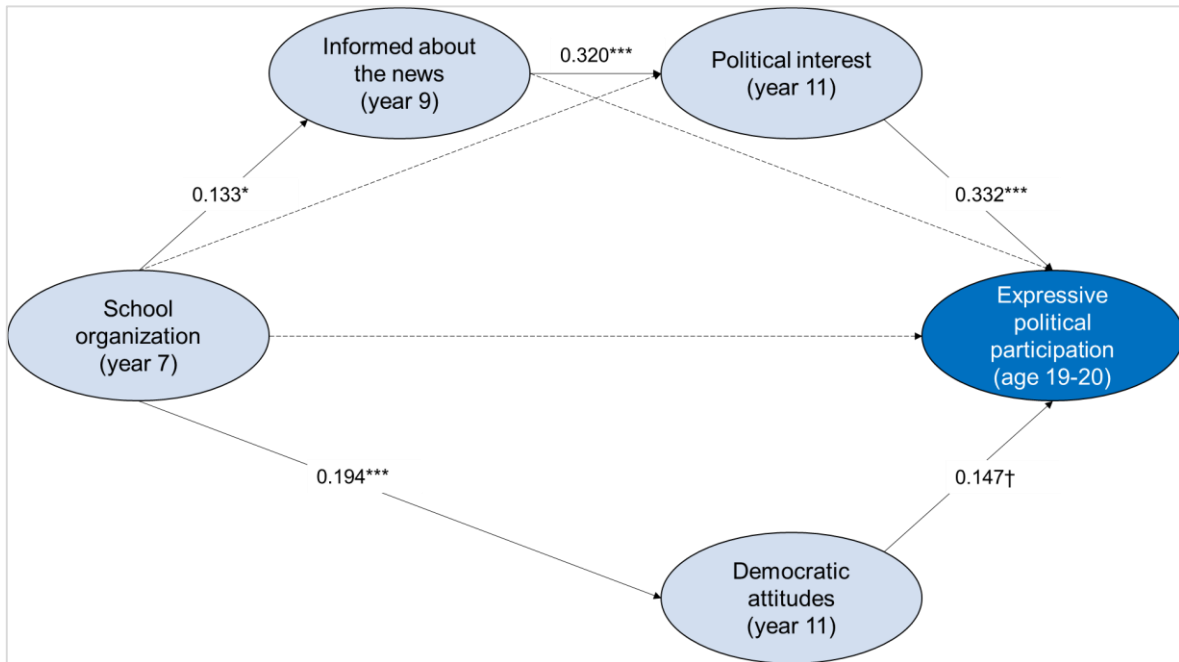 Informed about
the news
(year 9)
0.320***
Political interest
(year 11)
0.133*
0.332***
School
organization
(year 7)
Expressive
political
participation
(age 19-20)
0.194***
0.147†
Democratic
attitudes
(year 11)